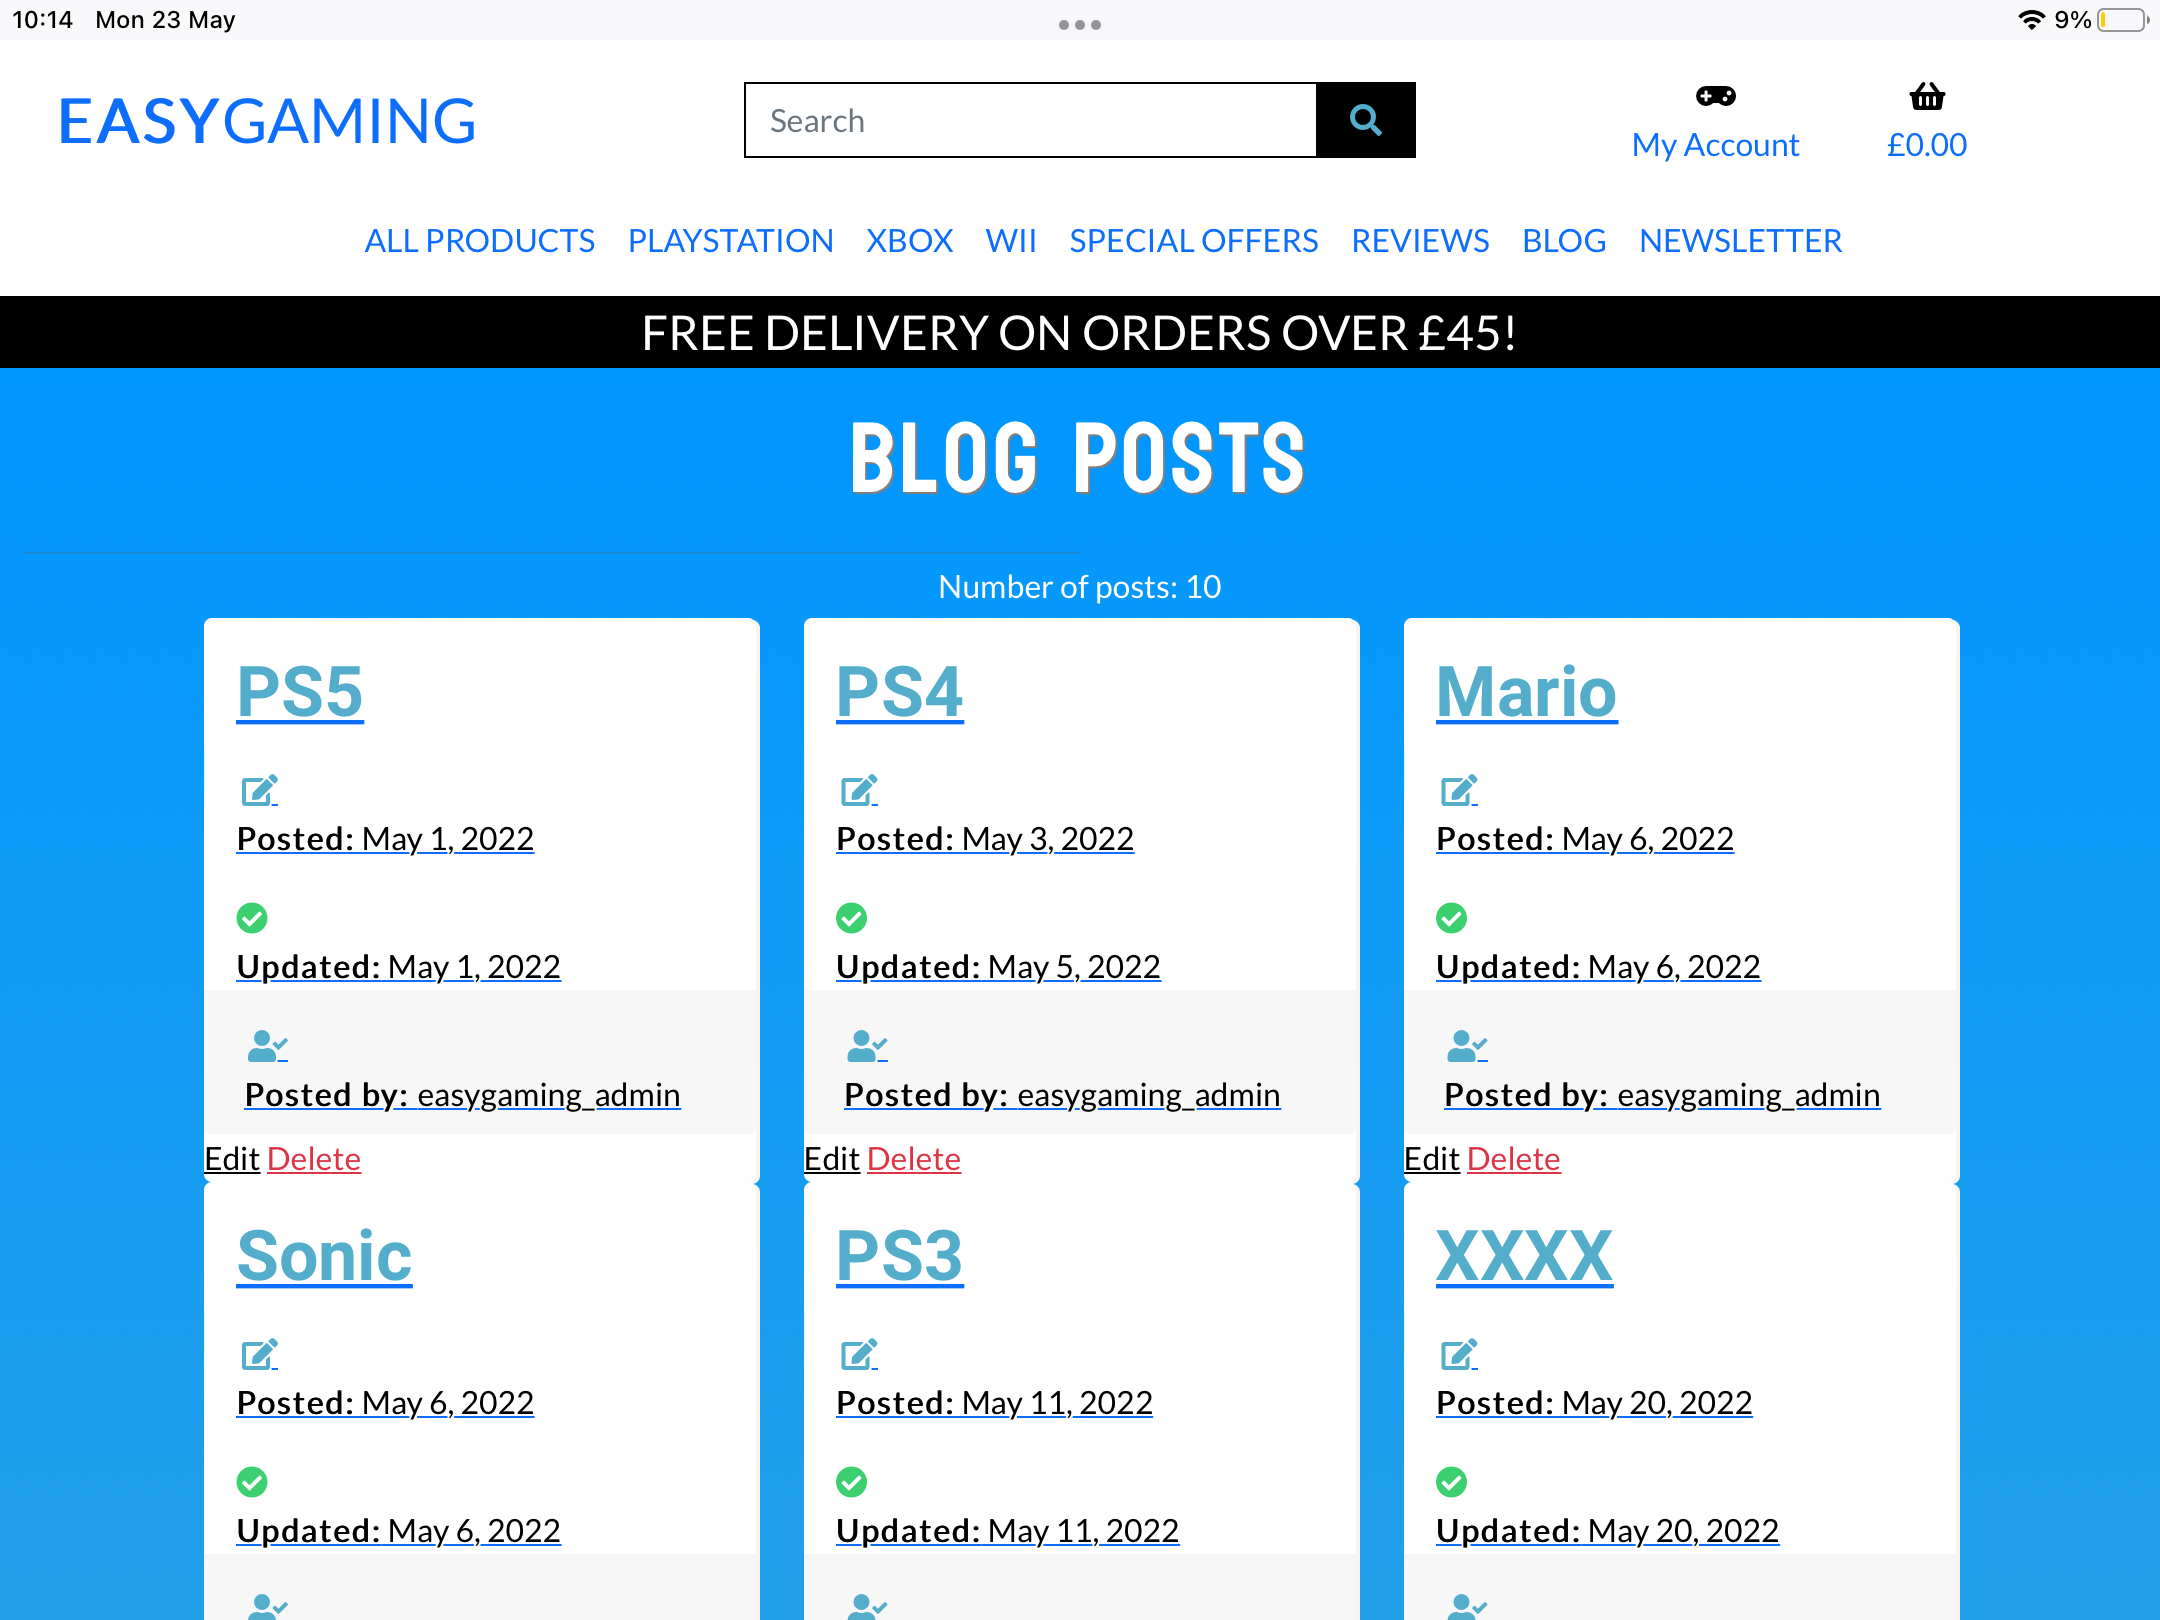 10:14 Mon 23 May
9%
EASYGAMING
Search
My Account
£0.00
ALL PRODUCTS PLAYSTATION XBOX WII SPECIAL OFFERS REVIEWS BLOG NEWSLETTER
FREE DELIVERY ON ORDERS OVER £45!
BLOG POSTS
Number of posts: 10
PS5
Posted: May 1, 2022
Updated: May 1, 2022
Posted by: easygaming_admin
Edit Delete
PS4
Posted: May 3, 2022
Updated: May 5, 2022
Posted by: easygaming_admin
Edit Delete
Mario
Posted: May 6, 2022
Updated: May 6, 2022
Posted by: easygaming_admin
Edit Delete
Sonic
Posted: May 6, 2022
Updated: May 6, 2022
PS3
Posted: May 11, 2022
Updated: May 11, 2022
XXXX
Posted: May 20, 2022
Updated: May 20, 2022